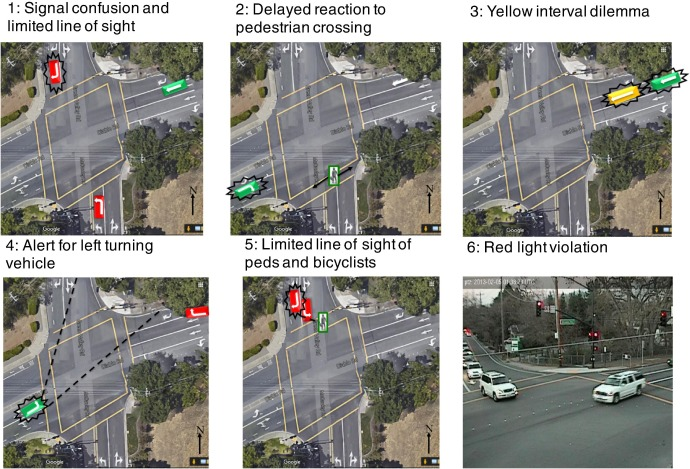 1: Signal confusion and
limited line of sight
2: Delayed reaction to
pedestrian crossing
3: Yellow interval dilemma
Google
N
Google
N
Google
N
4: Alert for left turning
vehicle
5: Limited line of sight of
peds and bicyclists
6: Red light violation
Google
N
Google
N